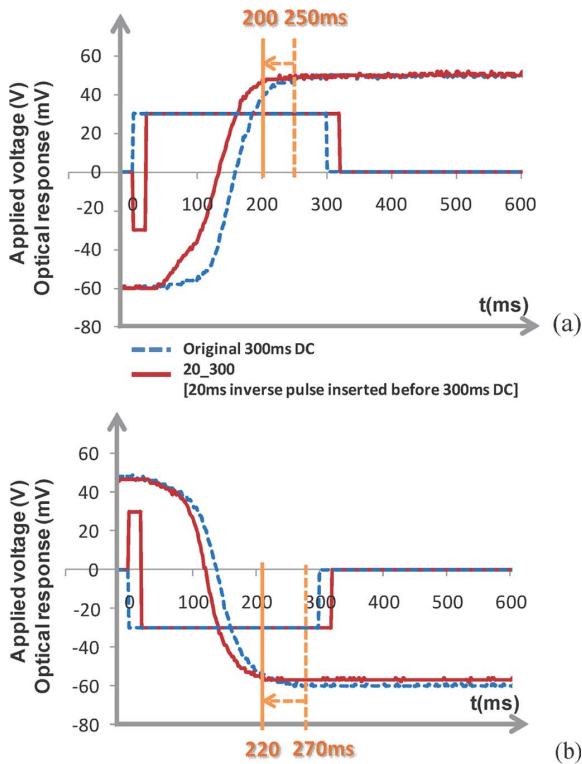 200 250ms
Applied voltage (V)
Optical response (mV)
60
40
20
0
-20
-40
-60
-80
0 100 200 300 400 500 600
t(ms)
(a)
Original 300ms DC
20_300
[20ms inverse pulse inserted before 300ms DC]
Applied voltage (V)
Optical response (mV)
60
40
20
0
-20
-40
-60
-80
0 100 200 300 400 500 600
t(ms)
220 270ms
(b)